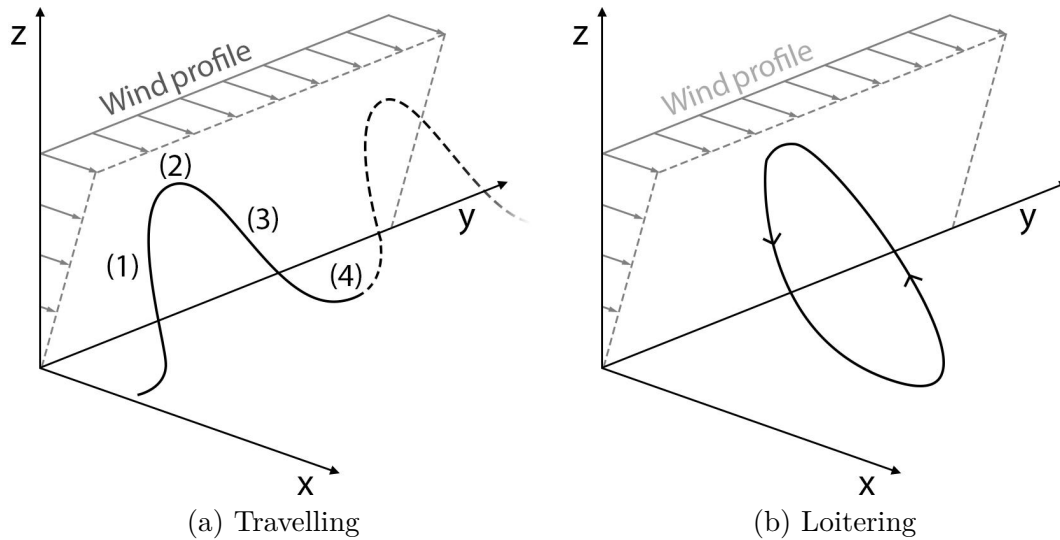 z
Wind profile
(2)
(3)
(1)
(4)
y
x
(a) Travelling
z
Wind profile
y
x
(b) Loitering